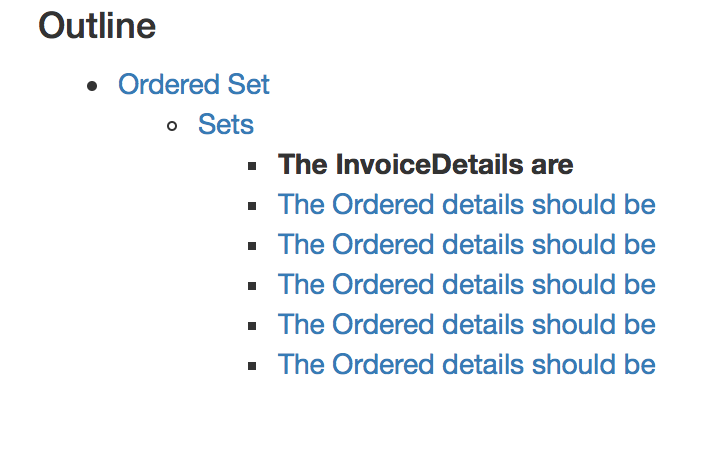 Outline
Ordered Set
Sets
The InvoiceDetails are
The Ordered details should be
The Ordered details should be
The Ordered details should be
The Ordered details should be
The Ordered details should be